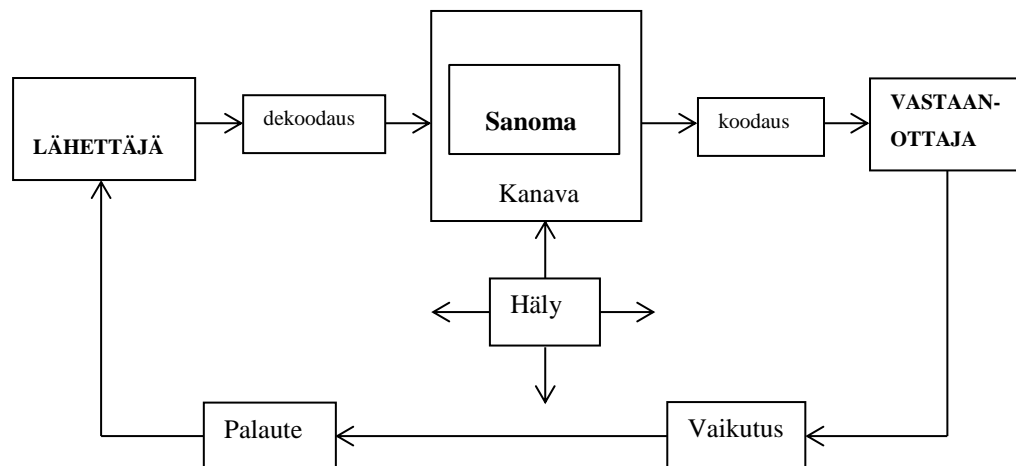 LÄHETTÄJÄ
dekoodaus
Sanoma
Kanava
koodaus
VASTAAN-
OTTAJA
Häly
Palaute
Vaikutus